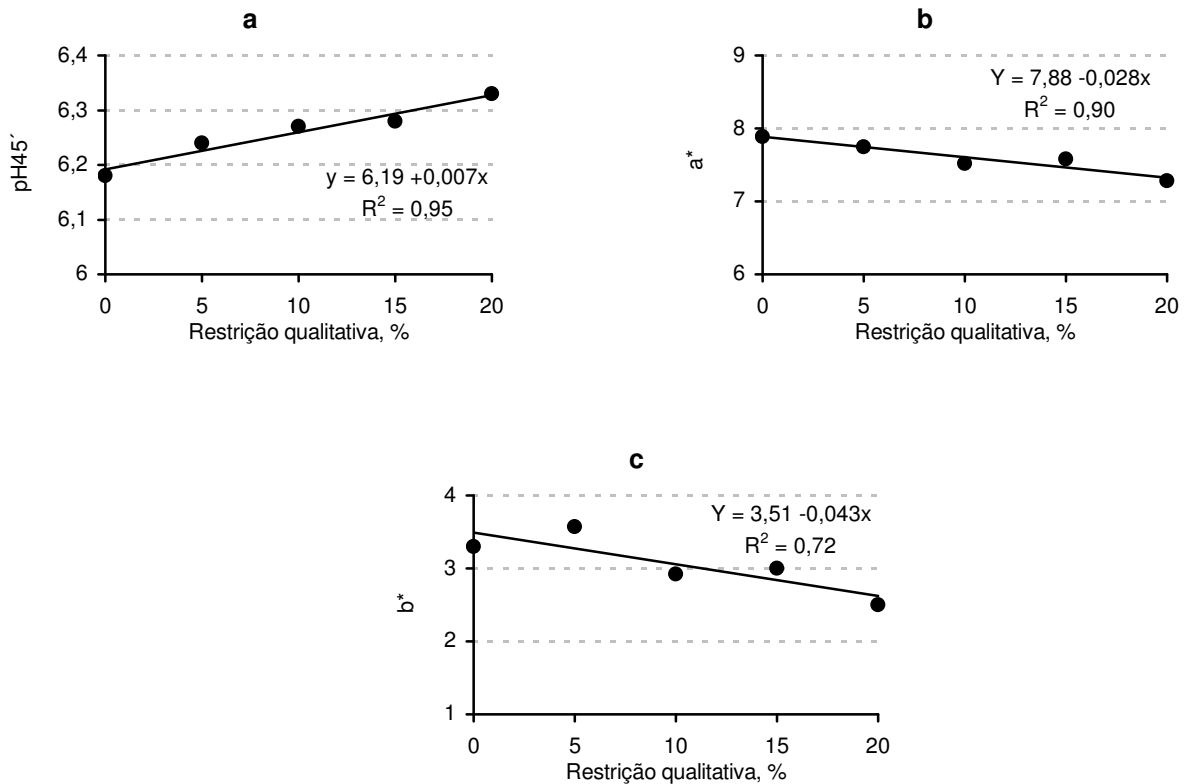 a
6,4
6,3
6,2
6,1
6
pH45´
y = 6,19 +0,007x
R² = 0,95
0 5 10 15 20
Restrição qualitativa, %
b
9
8
7
6
a*
Y = 7,88 -0,028x
R² = 0,90
0 5 10 15 20
Restrição qualitativa, %
c
4
3
2
1
b*
Y = 3,51 -0,043x
R² = 0,72
0 5 10 15 20
Restrição qualitativa, %